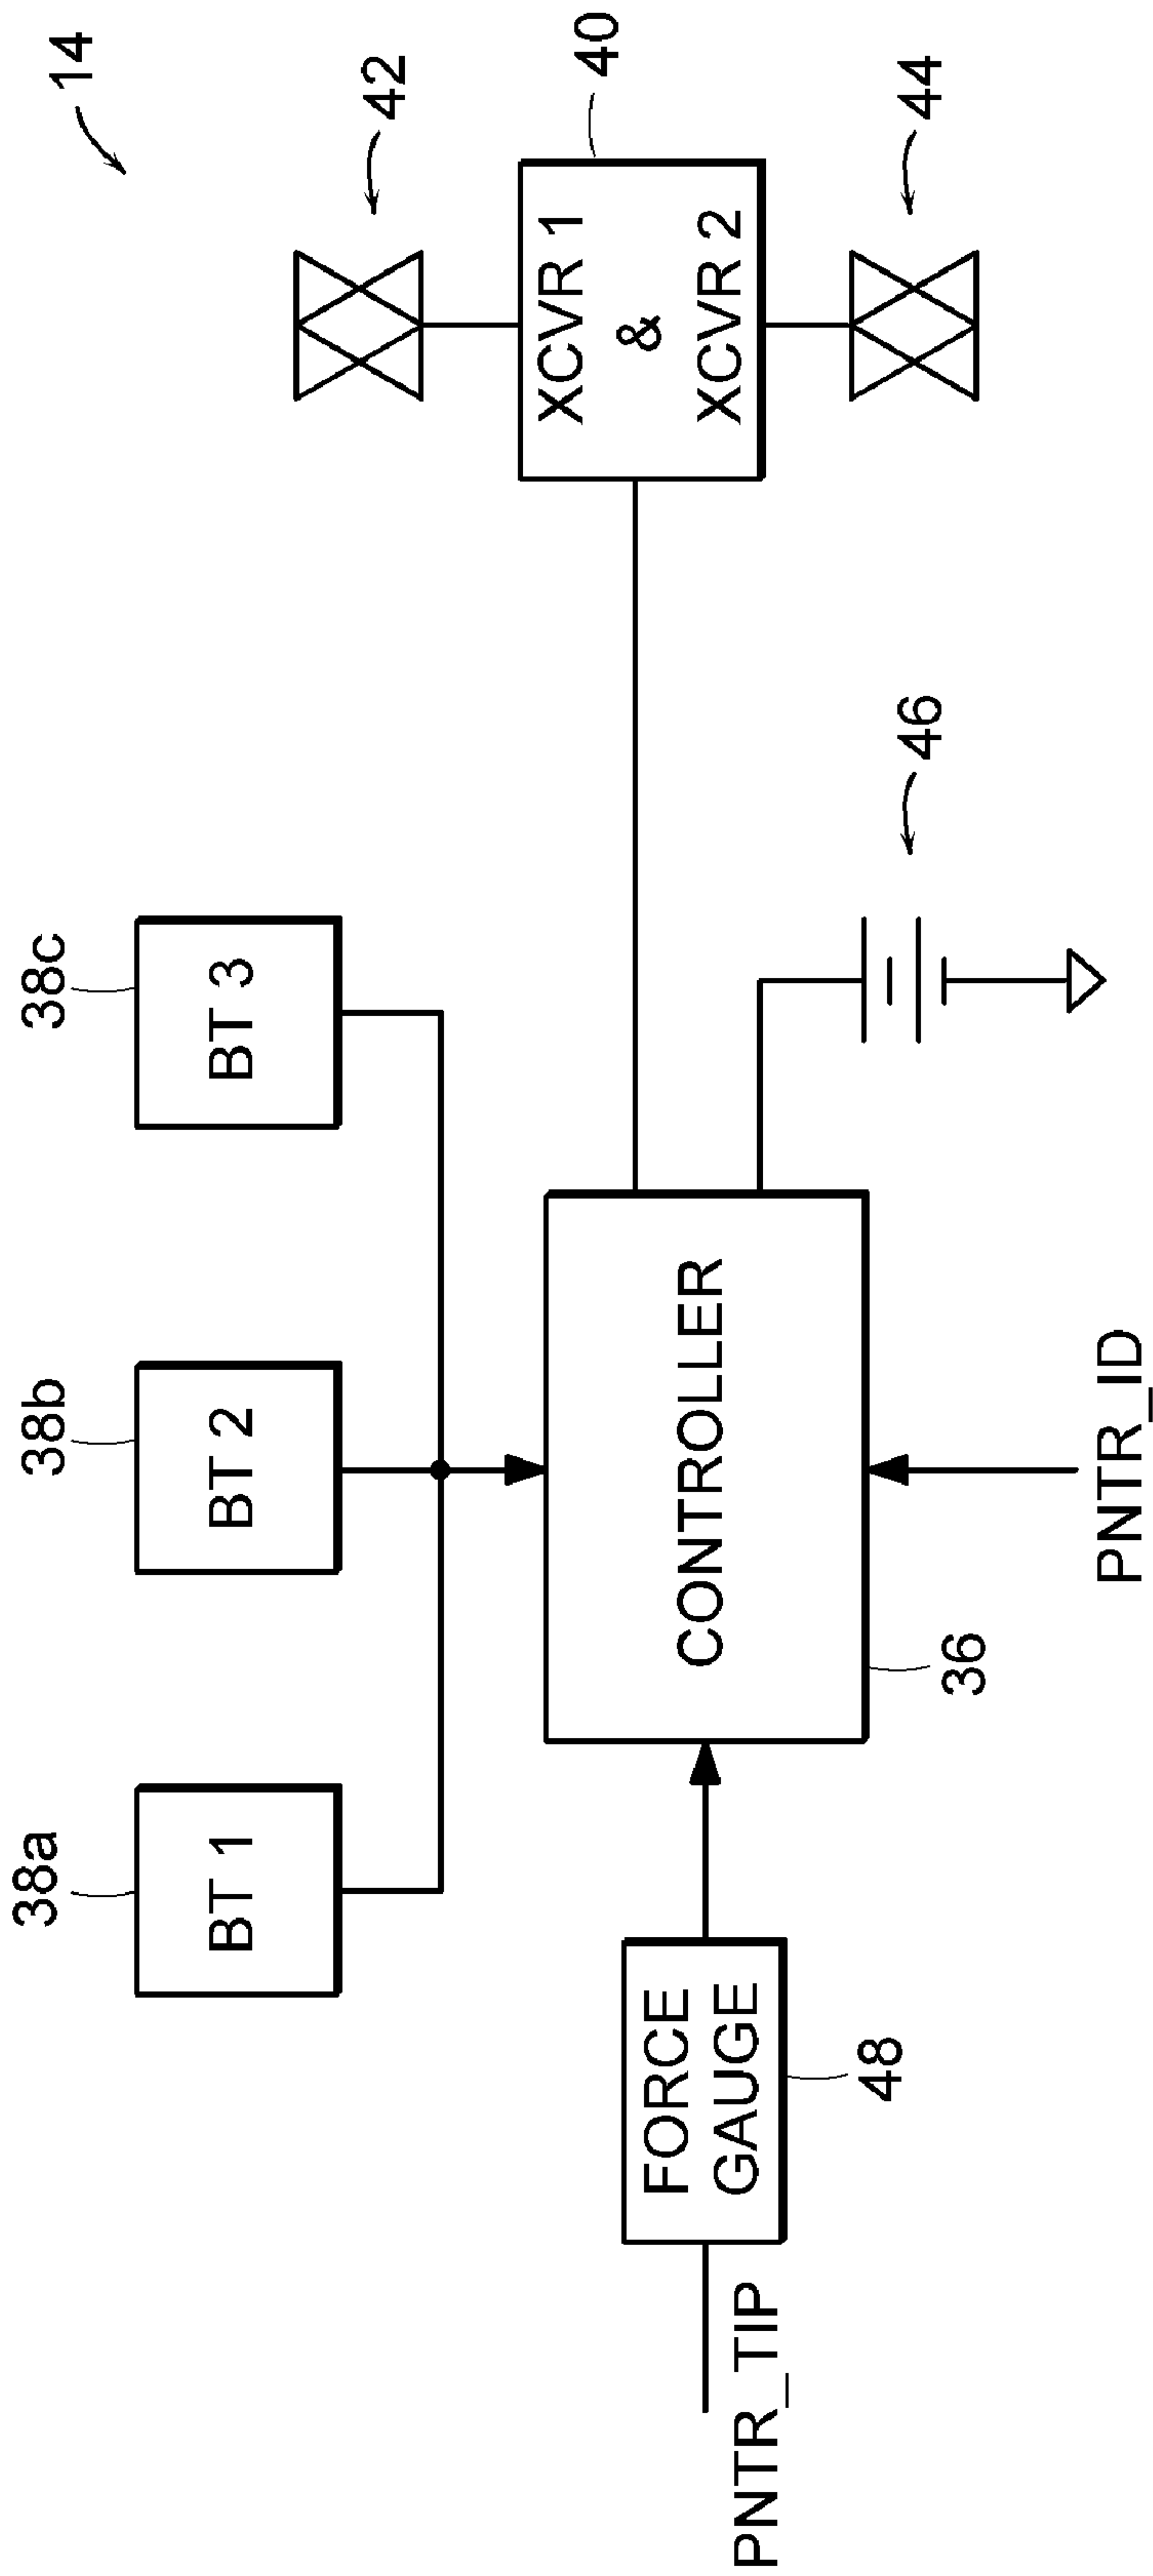 14
38a
38b
38c
BT 1
BT 2
BT 3
42
40
XCVR 1
&
XCVR 2
44
46
CONTROLLER
36
PNTR_ID
FORCE
GAUGE
48
PNTR_TIP